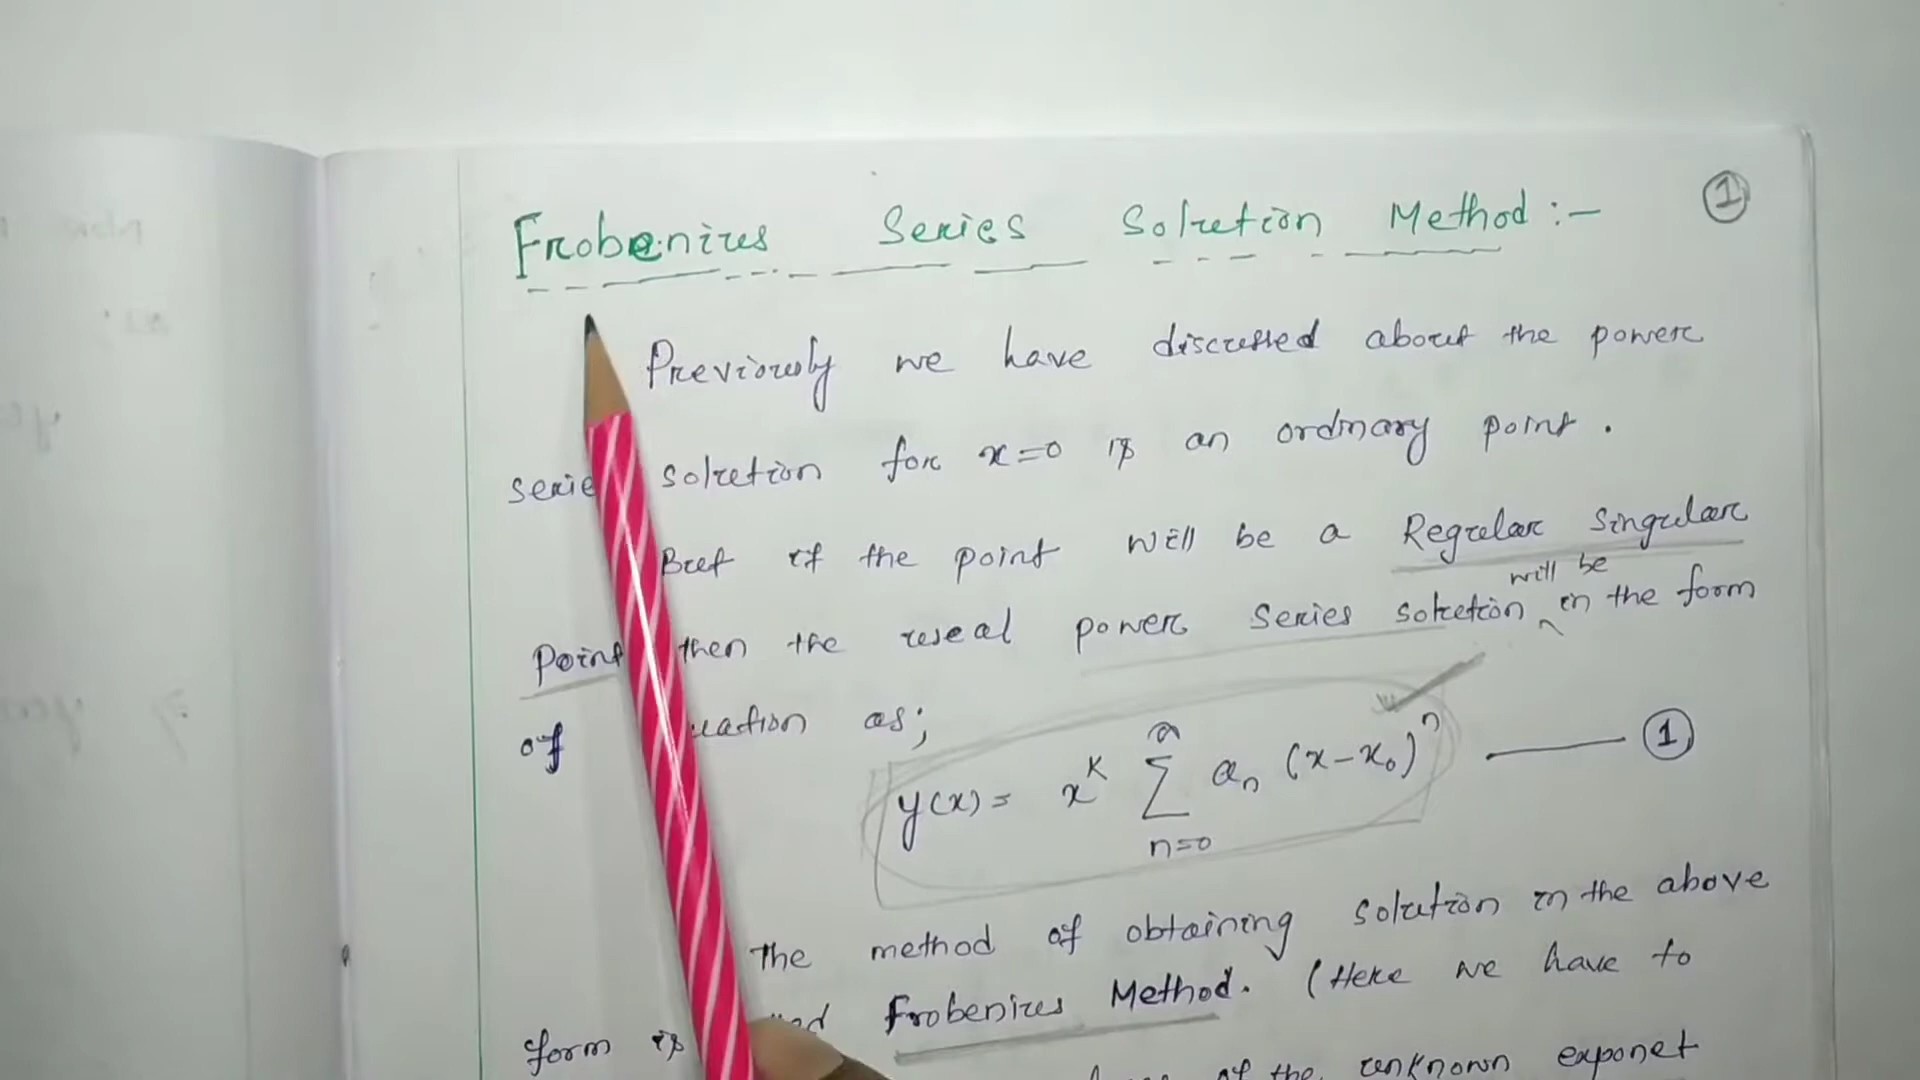 Frobenius Series Solution Method :-
1
Previously we have discussed about the power
serie solution for x=0 is an ordinary point .
But if the point will be a Regular Singular
will be
Point then the useal power series solution in the form
of uation as;
y(x) = x^K ∑_{n=0}^{∞} a_n (x-x_0)^n —— 1
The method of obtaining solution in the above
form is Frobenius Method. (Here we have to
of the unknown exponet